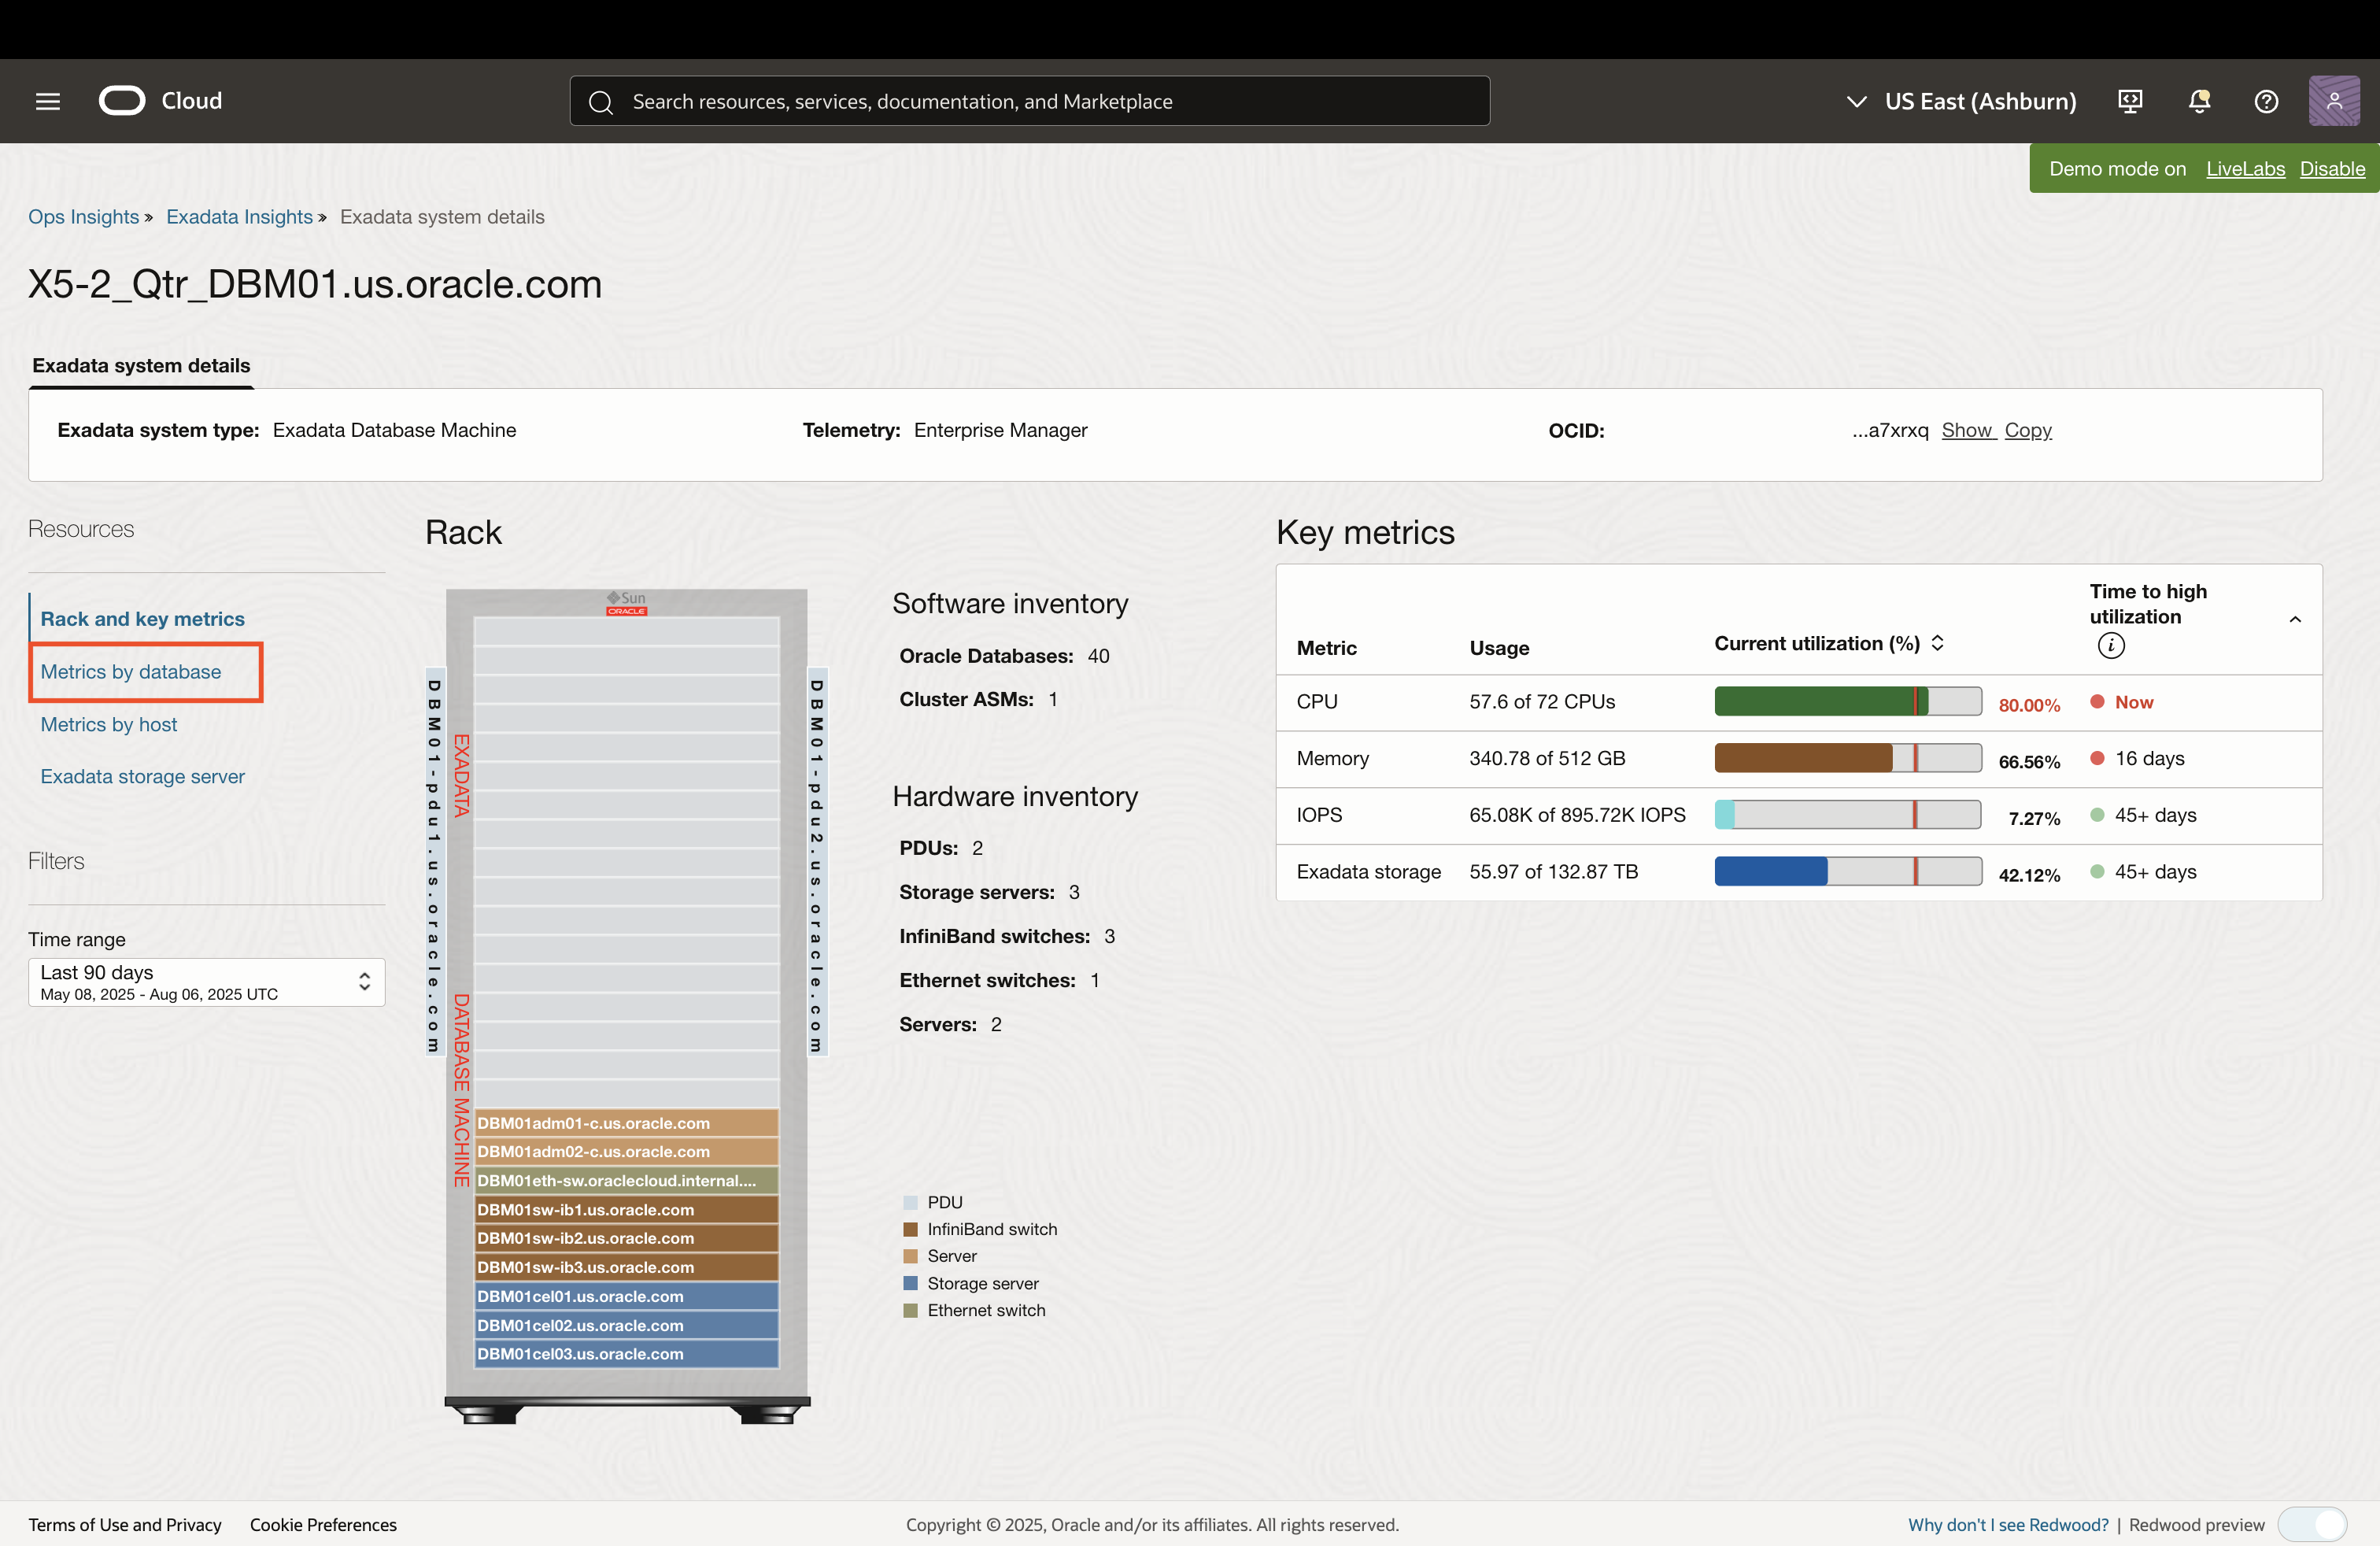 Cloud
Search resources, services, documentation, and Marketplace
US East (Ashburn)
Demo mode on LiveLabs Disable
Ops Insights » Exadata Insights » Exadata system details
X5-2_Qtr_DBM01.us.oracle.com
Exadata system details
Exadata system type: Exadata Database Machine
Telemetry: Enterprise Manager
OCID: ...a7xrxq Show Copy
Resources
Rack and key metrics
Metrics by database
Metrics by host
Exadata storage server
Filters
Time range
Last 90 days
May 08, 2025 - Aug 06, 2025 UTC
Rack
Sun
ORACLE
DBM01-pdu1.us.oracle.com
EXADATA
DATABASE MACHINE
DBM01-pdu2.us.oracle.com
DBM01adm01-c.us.oracle.com
DBM01adm02-c.us.oracle.com
DBM01eth-sw.oraclecloud.internal....
DBM01sw-ib1.us.oracle.com
DBM01sw-ib2.us.oracle.com
DBM01sw-ib3.us.oracle.com
DBM01cel01.us.oracle.com
DBM01cel02.us.oracle.com
DBM01cel03.us.oracle.com
Software inventory
Oracle Databases: 40
Cluster ASMs: 1
Hardware inventory
PDUs: 2
Storage servers: 3
InfiniBand switches: 3
Ethernet switches: 1
Servers: 2
PDU
InfiniBand switch
Server
Storage server
Ethernet switch
Key metrics
Metric Usage Current utilization (%) Time to high utilization
CPU 57.6 of 72 CPUs 80.00% Now
Memory 340.78 of 512 GB 66.56% 16 days
IOPS 65.08K of 895.72K IOPS 7.27% 45+ days
Exadata storage 55.97 of 132.87 TB 42.12% 45+ days
Terms of Use and Privacy Cookie Preferences
Copyright © 2025, Oracle and/or its affiliates. All rights reserved.
Why don't I see Redwood? | Redwood preview